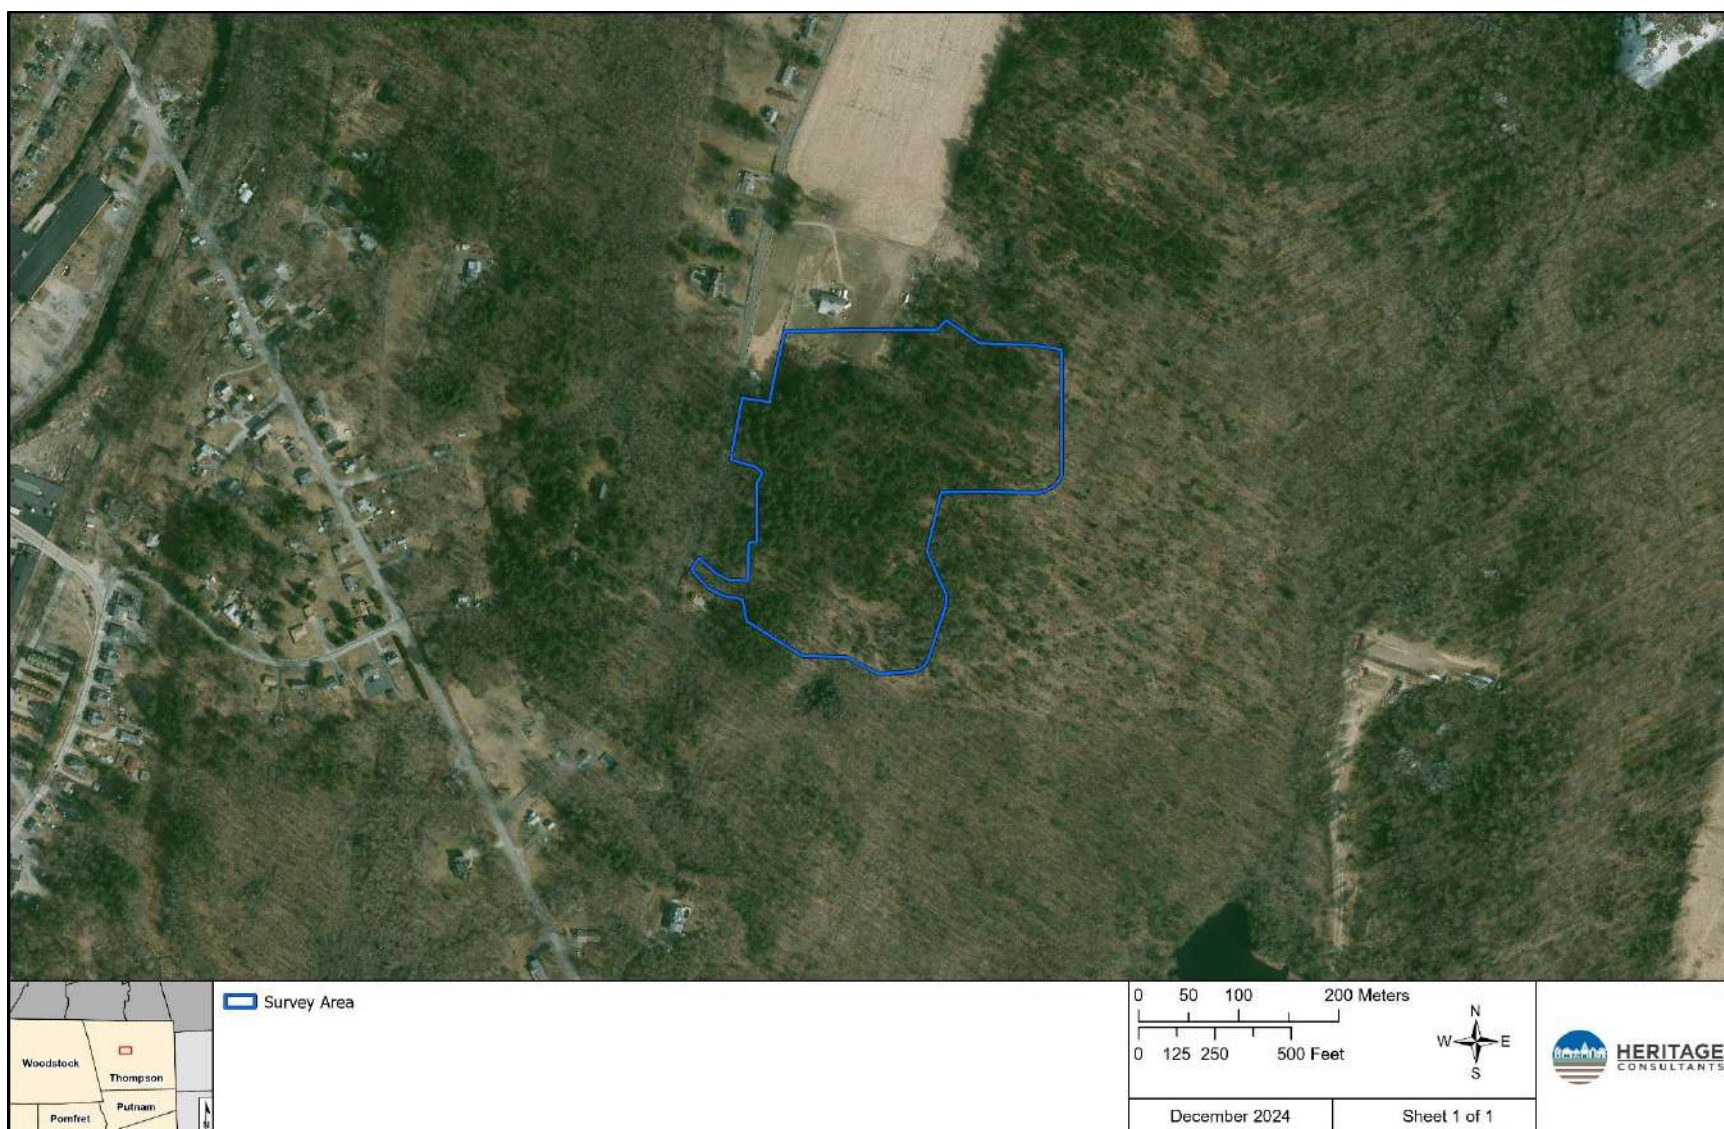 Survey Area
Woodstock
Thompson
Putnam
Pomfret
0 50 100 200 Meters
0 125 250 500 Feet
N
W E
S
December 2024
Sheet 1 of 1
HERITAGE
CONSULTANTS